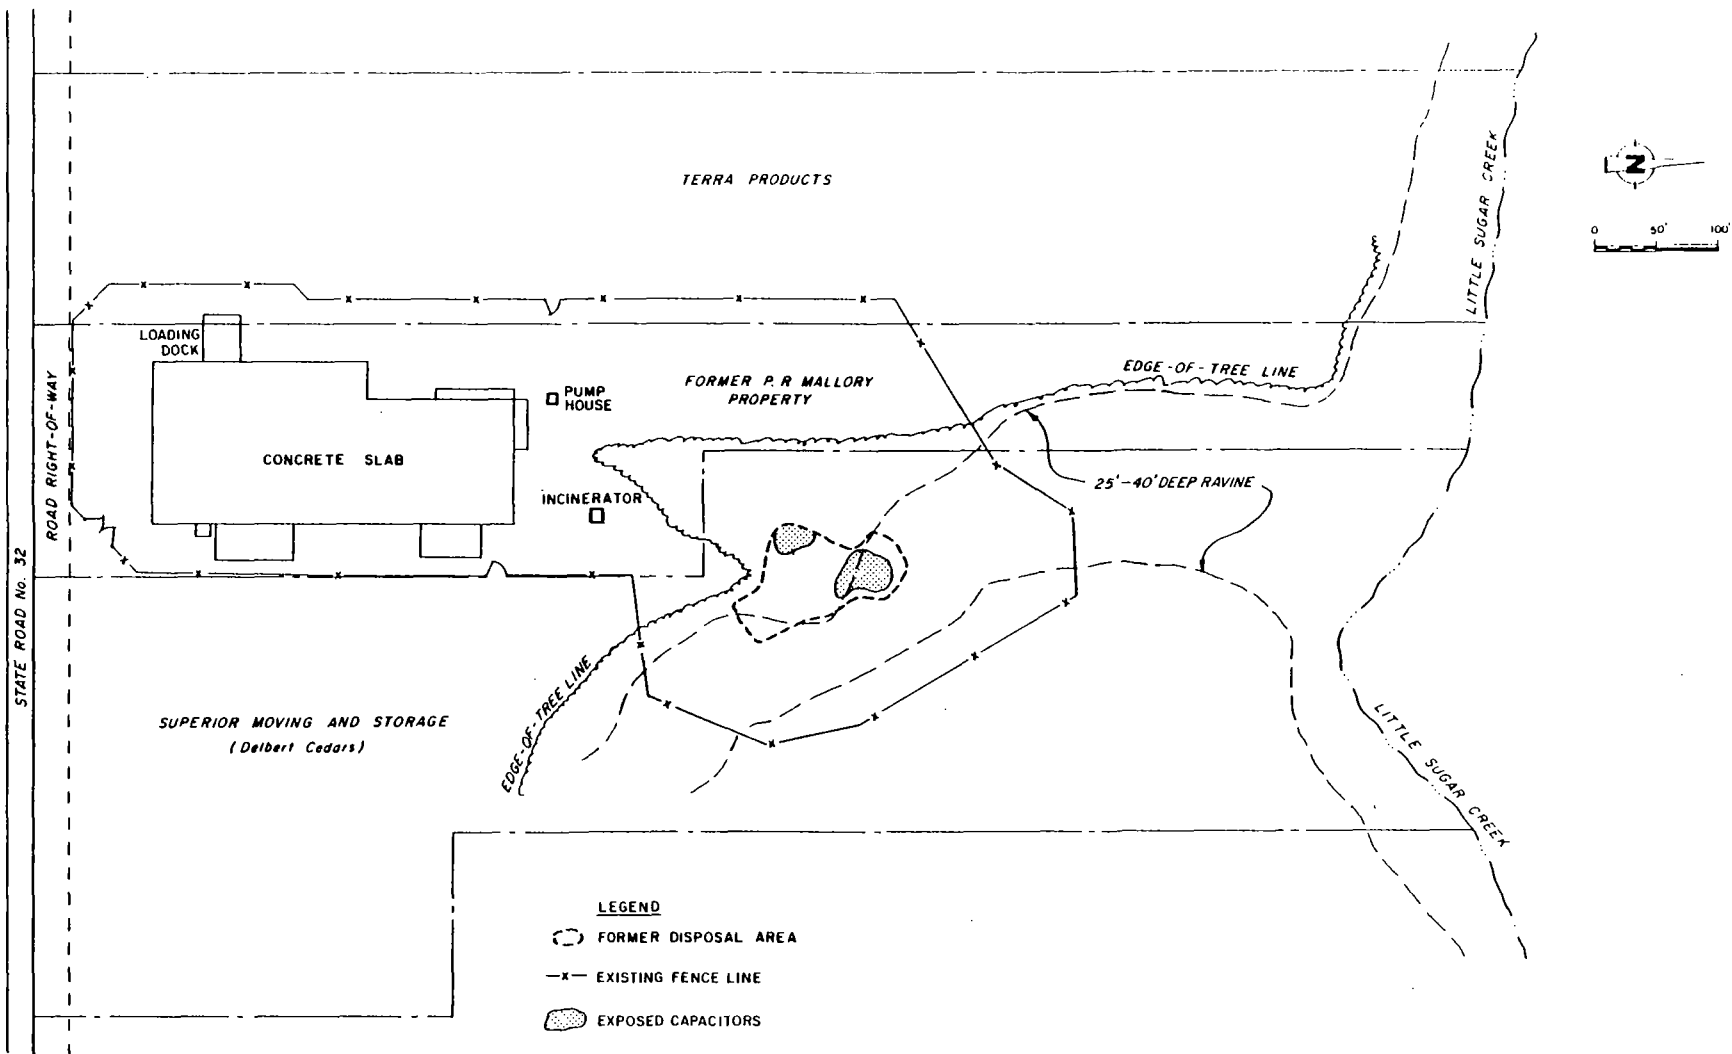 TERRA PRODUCTS
LITTLE SUGAR CREEK
N
0 50' 100'
LOADING
DOCK
PUMP
HOUSE
FORMER P. R MALLORY
PROPERTY
EDGE-OF-TREE LINE
ROAD RIGHT-OF-WAY
CONCRETE SLAB
INCINERATOR
25'-40' DEEP RAVINE
STATE ROAD No. 32
EDGE-OF-TREE LINE
SUPERIOR MOVING AND STORAGE
(Delbert Cedars)
LITTLE SUGAR CREEK
LEGEND
FORMER DISPOSAL AREA
-x- EXISTING FENCE LINE
EXPOSED CAPACITORS